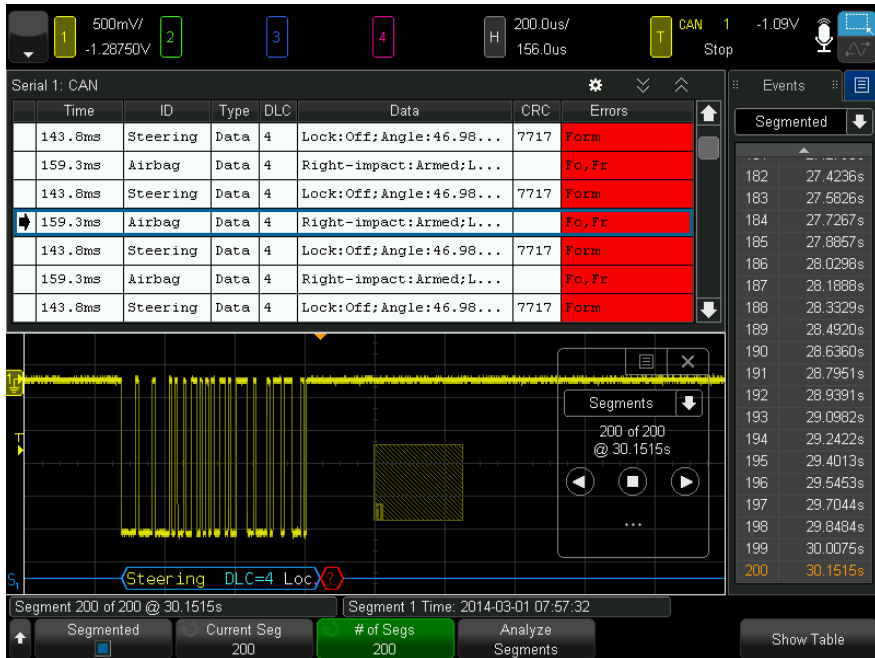 1 500mV/ 2 3 4 H 200.0us/ T CAN 1 -1.09V
-1.28750V 156.0us Stop
Serial 1: CAN
Time ID Type DLC Data CRC Errors
143.8ms Steering Data 4 Lock:Off;Angle:46.98... 7717 Form
159.3ms Airbag Data 4 Right-impact:Armed;L... Fo,Fr
143.8ms Steering Data 4 Lock:Off;Angle:46.98... 7717 Form
159.3ms Airbag Data 4 Right-impact:Armed;L... Fo,Fr
143.8ms Steering Data 4 Lock:Off;Angle:46.98... 7717 Form
159.3ms Airbag Data 4 Right-impact:Armed;L... Fo,Fr
143.8ms Steering Data 4 Lock:Off;Angle:46.98... 7717 Form
Events
Segmented
182 27.4236s
183 27.5826s
184 27.7267s
185 27.8857s
186 28.0298s
187 28.1888s
188 28.3329s
189 28.4920s
190 28.6360s
191 28.7951s
192 28.9391s
193 29.0982s
194 29.2422s
195 29.4013s
196 29.5453s
197 29.7044s
198 29.8484s
199 30.0075s
200 30.1515s
1
T
Segments
200 of 200
@ 30.1515s
...
1
S1 Steering DLC=4 Loc. ?
Segment 200 of 200 @ 30.1515s Segment 1 Time: 2014-03-01 07:57:32
Segmented
Current Seg
200
# of Segs
200
Analyze
Segments
Show Table